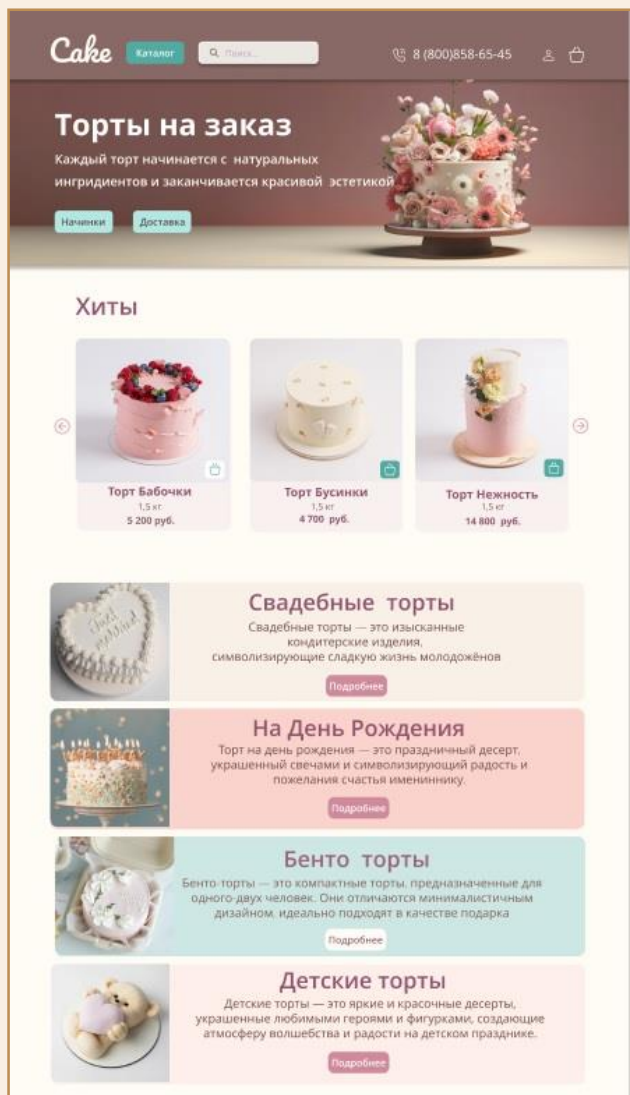 Cake
Каталог
Поиск...
8 (800)858-65-45
Торты на заказ
Каждый торт начинается с натуральных
ингридиентов и заканчивается красивой эстетикой
Начинки
Доставка
Хиты
Торт Бабочки
1,5 кг
5 200 руб.
Торт Бусинки
1,5 кг
4 700 руб.
Торт Нежность
1,5 кг
14 800 руб.
Just
married!
Свадебные торты
Свадебные торты — это изысканные
кондитерские изделия,
символизирующие сладкую жизнь молодожёнов
Подробнее
На День Рождения
Торт на день рождения — это праздничный десерт,
украшенный свечами и символизирующий радость и
пожелания счастья имениннику.
Подробнее
Бенто торты
Бенто-торты — это компактные торты, предназначенные для
одного-двух человек. Они отличаются минималистичным
дизайном, идеально подходят в качестве подарка
Подробнее
Детские торты
Детские торты — это яркие и красочные десерты,
украшенные любимыми героями и фигурками, создающие
атмосферу волшебства и радости на детском празднике.
Подробнее